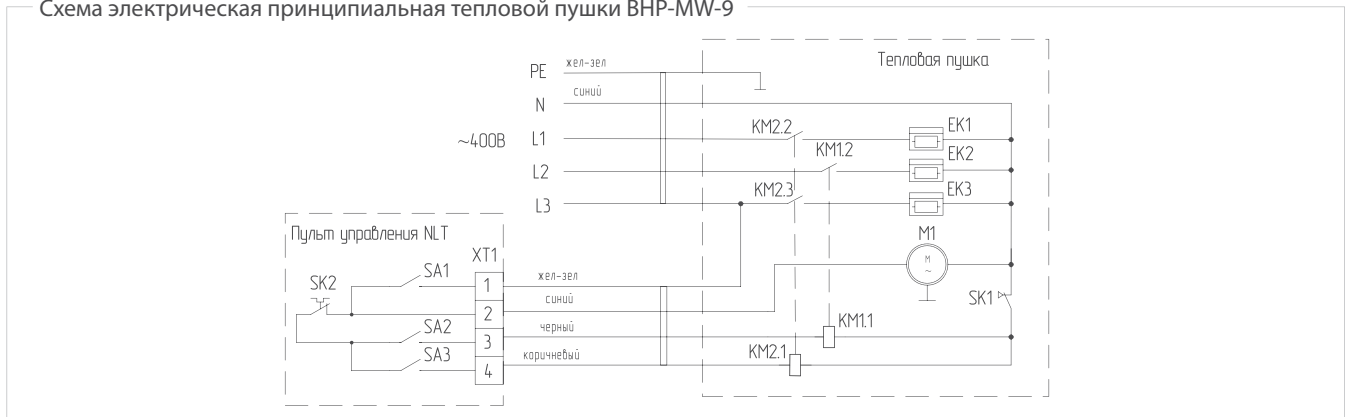 Схема электрическая принципиальная тепловой пушки BHP-MW-9
Тепловая пушка
PE
жел-зел
N
синий
~400В
L1
KM2.2
EK1
L2
KM1.2
EK2
L3
KM2.3
EK3
Пульт управления NLT
XT1
M1
M
~
SK2
SA1
1
жел-зел
2
синий
SK1
SA2
3
черный
KM1.1
SA3
4
коричневый
KM2.1